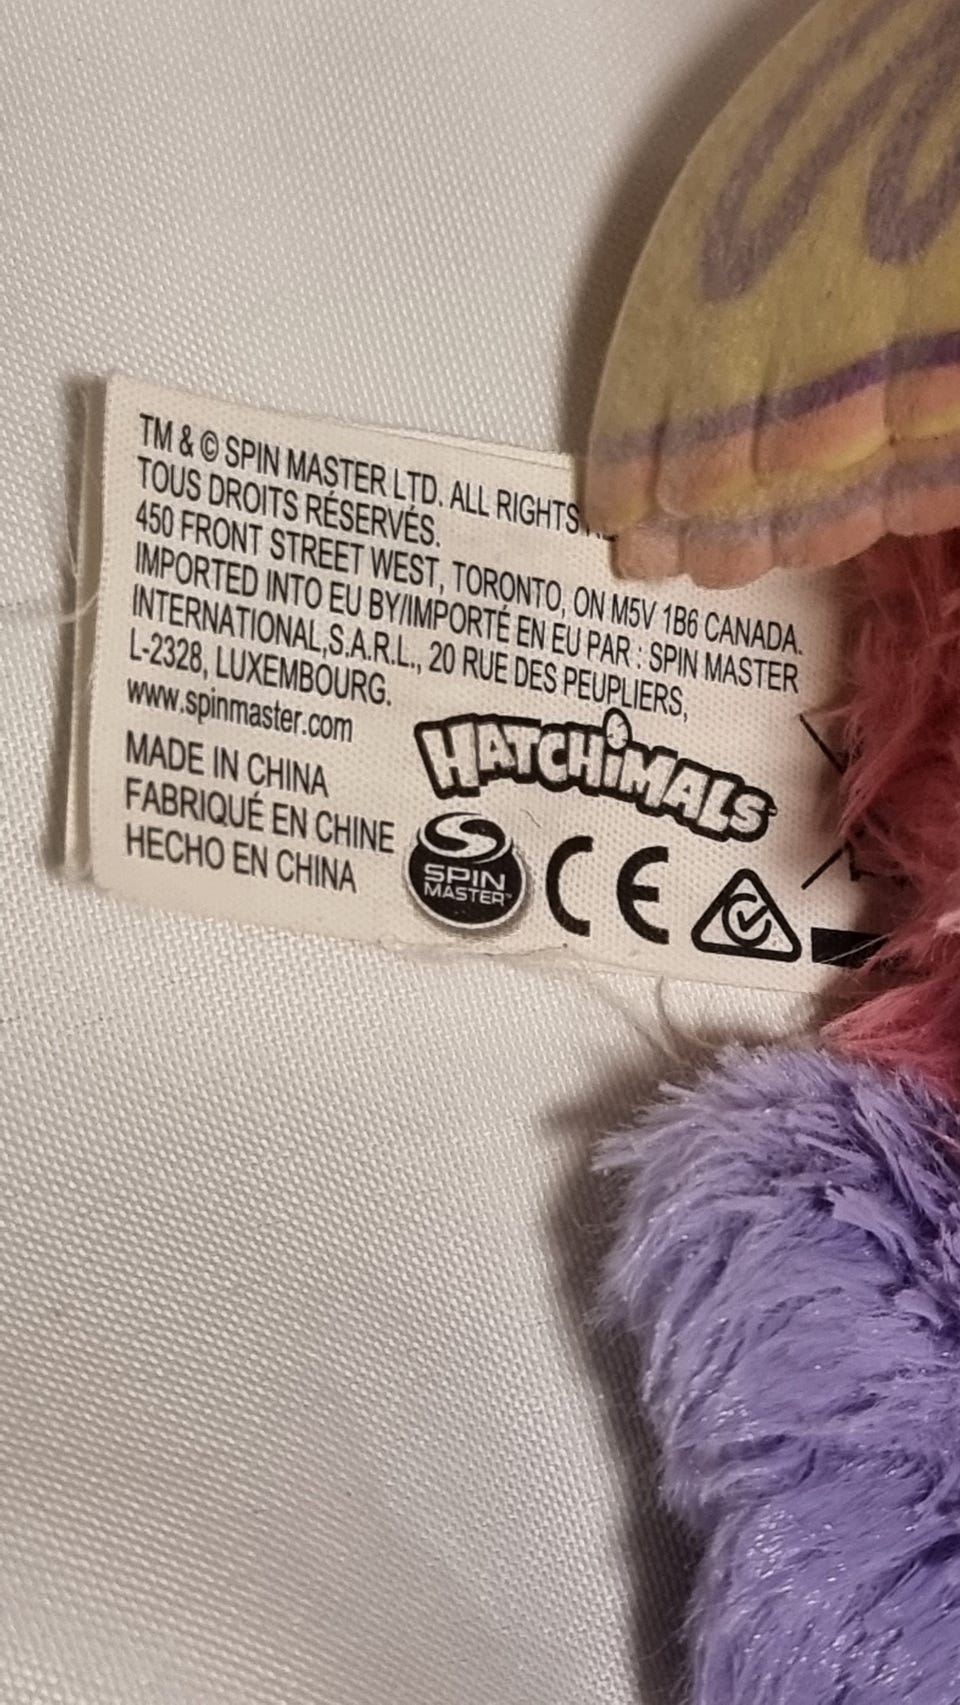 TM & © SPIN MASTER LTD. ALL RIGHTS
TOUS DROITS RÉSERVÉS.
450 FRONT STREET WEST, TORONTO, ON M5V 1B6 CANADA.
IMPORTED INTO EU BY/IMPORTÉ EN EU PAR : SPIN MASTER
INTERNATIONAL,S.A.R.L., 20 RUE DES PEUPLIERS,
L-2328, LUXEMBOURG.
www.spinmaster.com
HATCHiMALS
MADE IN CHINA
FABRIQUÉ EN CHINE
HECHO EN CHINA
SPIN
MASTER™
CE